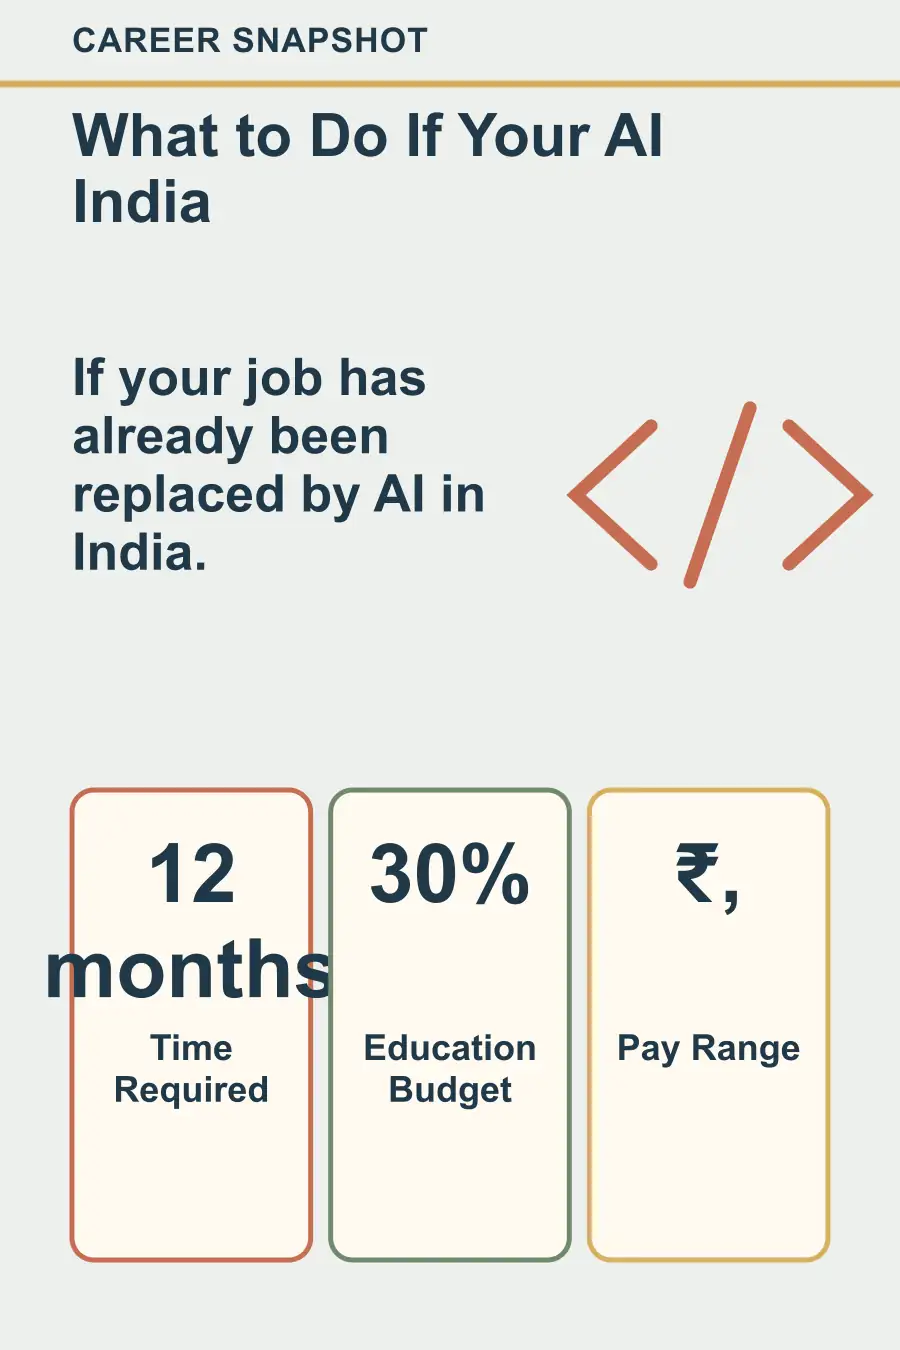 CAREER SNAPSHOT
What to Do If Your AI
India
If your job has
already been
replaced by AI in
India.
12
months
Time
Required
30%
Education
Budget
₹,
Pay Range